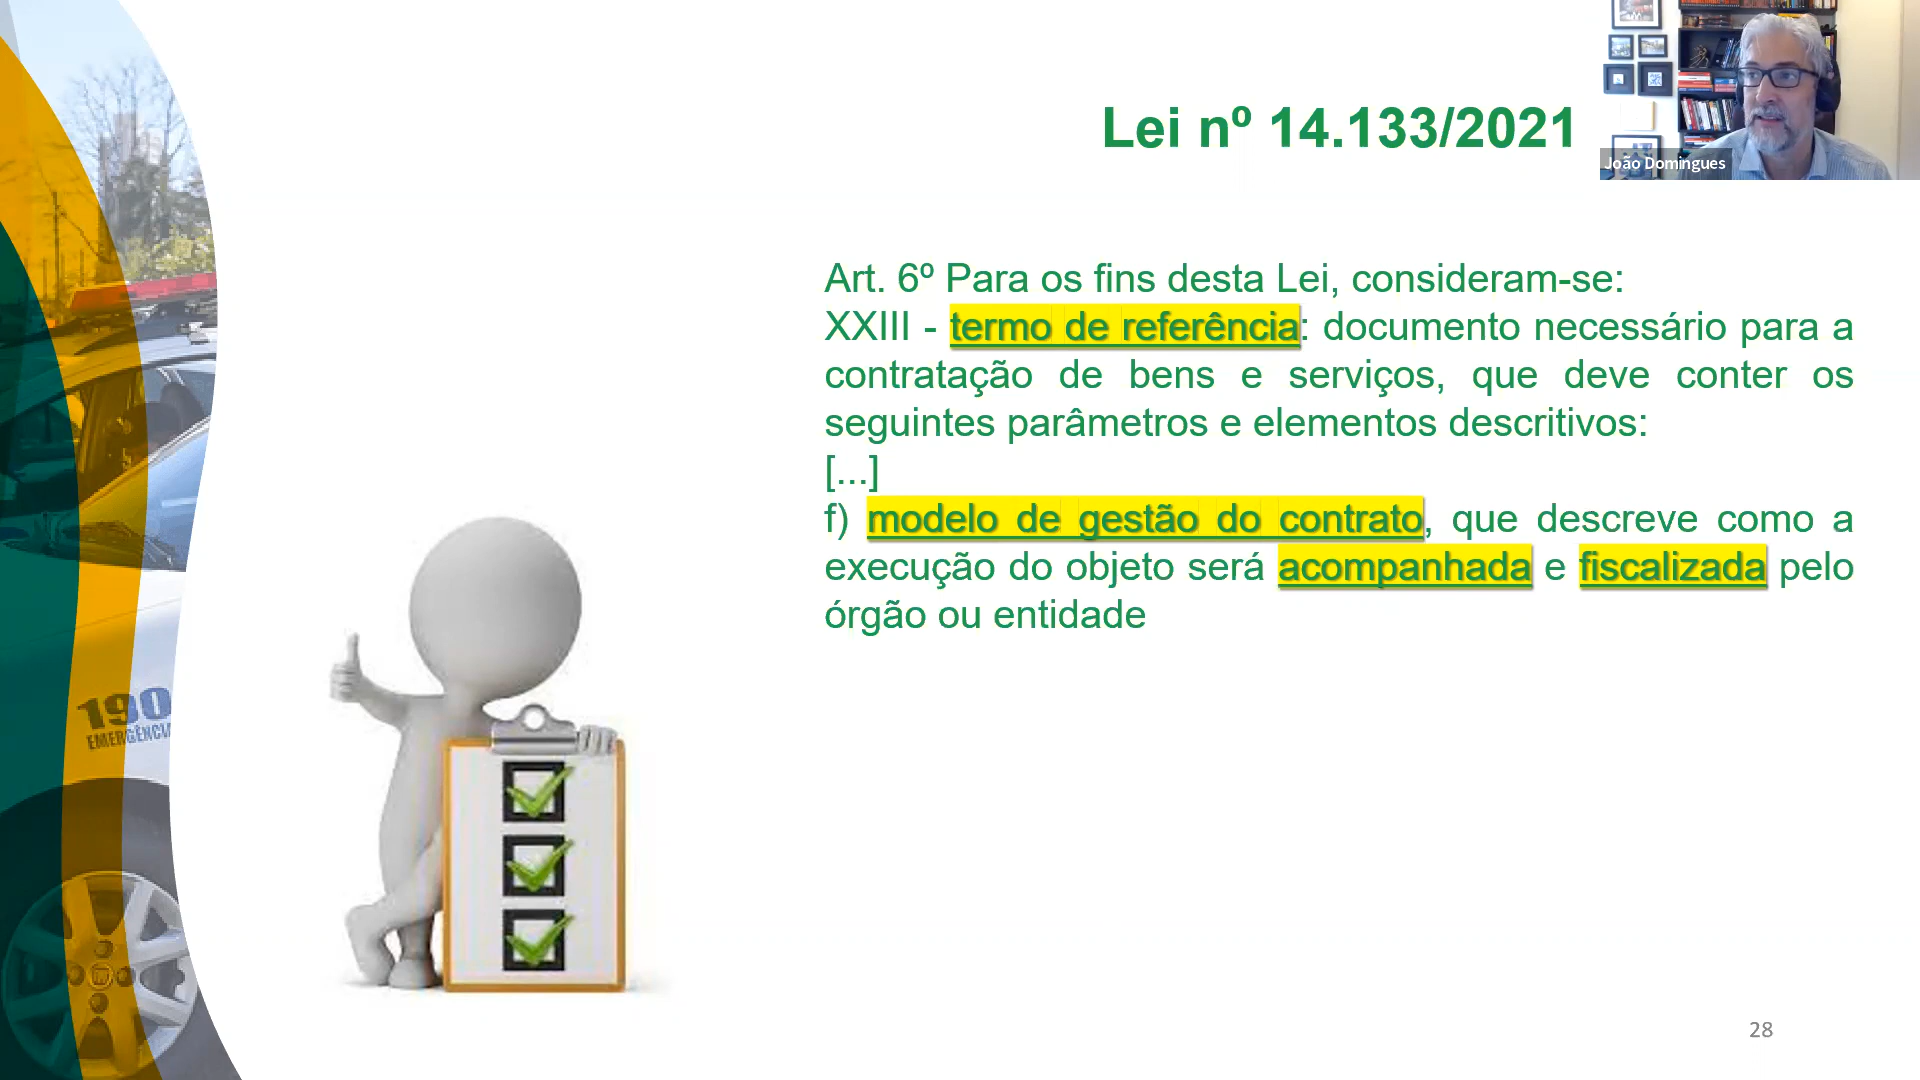 Lei nº 14.133/2021
João Domingues
Art. 6º Para os fins desta Lei, consideram-se:
XXIII - termo de referência: documento necessário para a
contratação de bens e serviços, que deve conter os
seguintes parâmetros e elementos descritivos:
[...]
f) modelo de gestão do contrato, que descreve como a
execução do objeto será acompanhada e fiscalizada pelo
órgão ou entidade
190
EMERGÊNCIA
28